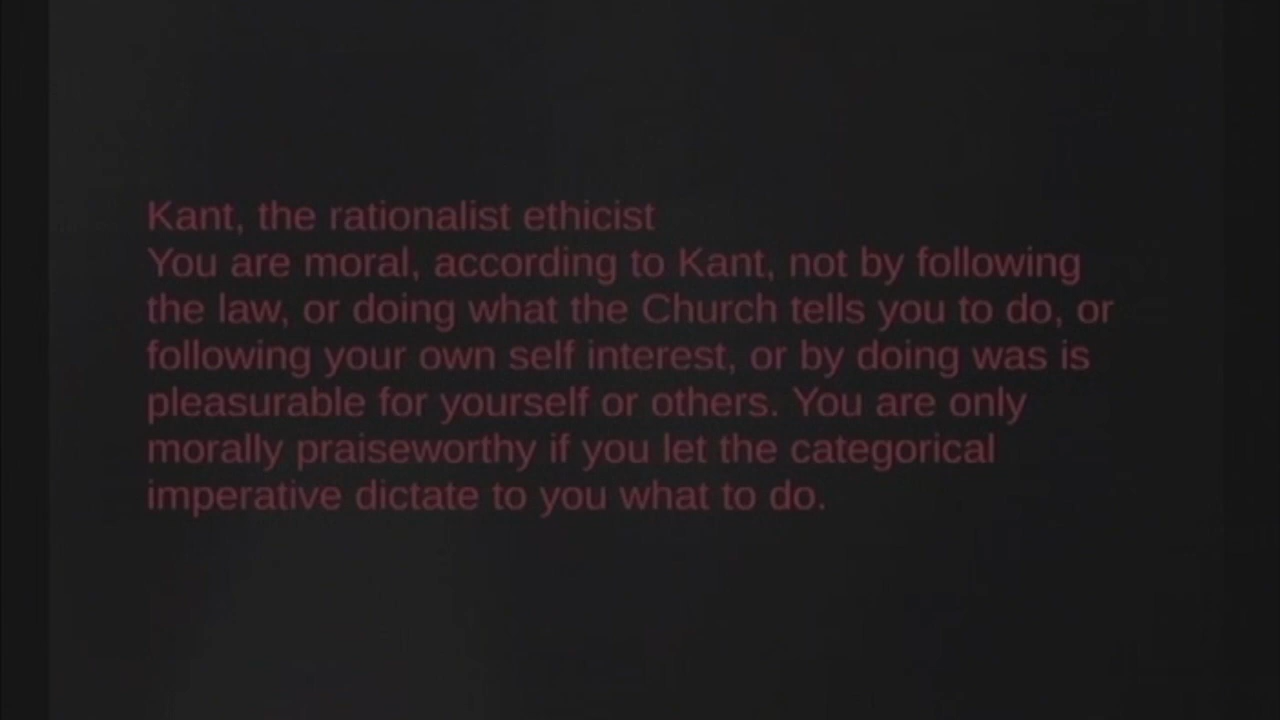 Kant, the rationalist ethicist
You are moral, according to Kant, not by following
the law, or doing what the Church tells you to do, or
following your own self interest, or by doing was is
pleasurable for yourself or others. You are only
morally praiseworthy if you let the categorical
imperative dictate to you what to do.